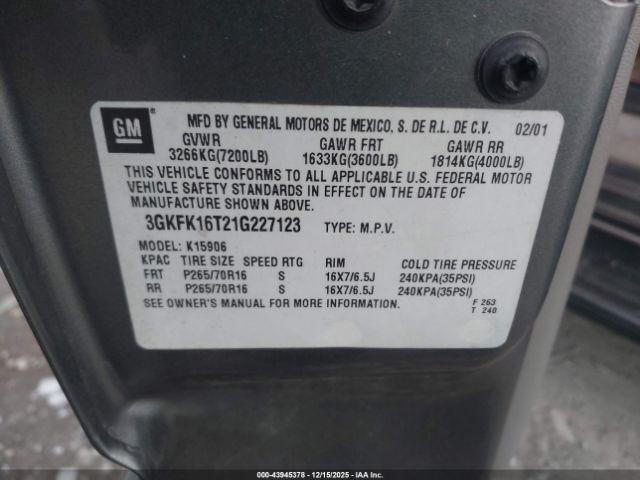 GM
MFD BY GENERAL MOTORS DE MEXICO, S. DE R.L. DE C.V. 02/01
GVWR GAWR FRT GAWR RR
3266KG(7200LB) 1633KG(3600LB) 1814KG(4000LB)
THIS VEHICLE CONFORMS TO ALL APPLICABLE U.S. FEDERAL MOTOR
VEHICLE SAFETY STANDARDS IN EFFECT ON THE DATE OF
MANUFACTURE SHOWN ABOVE.
3GKFK16T21G227123 TYPE: M.P.V.
MODEL: K15906
KPAC TIRE SIZE SPEED RTG RIM COLD TIRE PRESSURE
FRT P265/70R16 S 16X7/6.5J 240KPA(35PSI)
RR P265/70R16 S 16X7/6.5J 240KPA(35PSI)
SEE OWNER'S MANUAL FOR MORE INFORMATION.
F 263
T 240
000-43945378 - 12/15/2025 - IAAI.COM